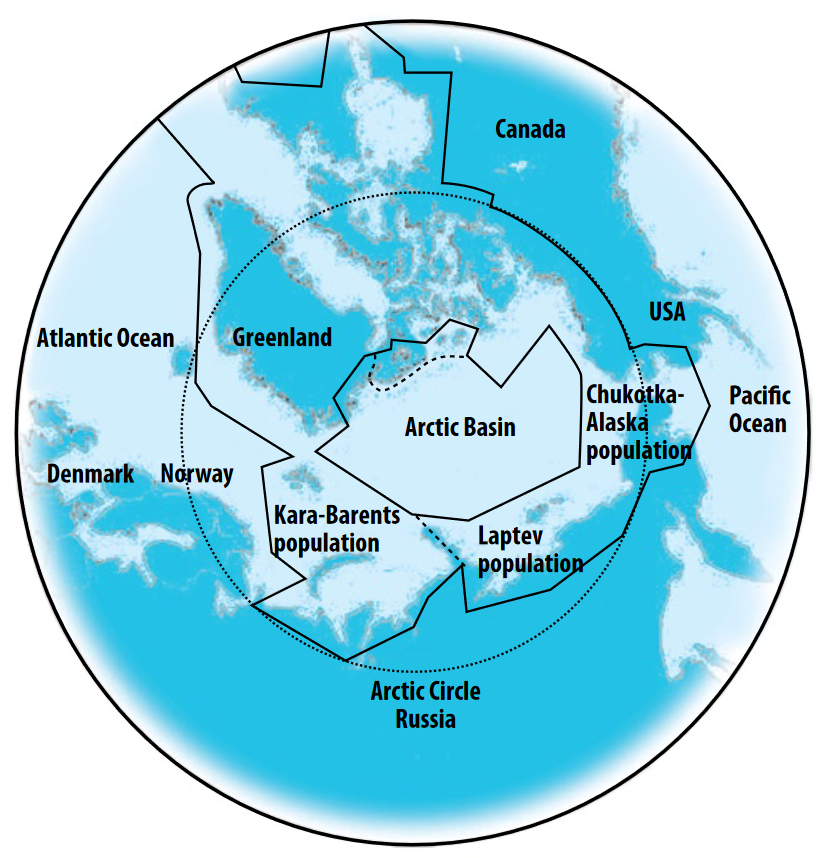 Canada
USA
Atlantic Ocean
Greenland
Chukotka-
Alaska
population
Pacific
Ocean
Arctic Basin
Denmark
Norway
Kara-Barents
population
Laptev
population
Arctic Circle
Russia